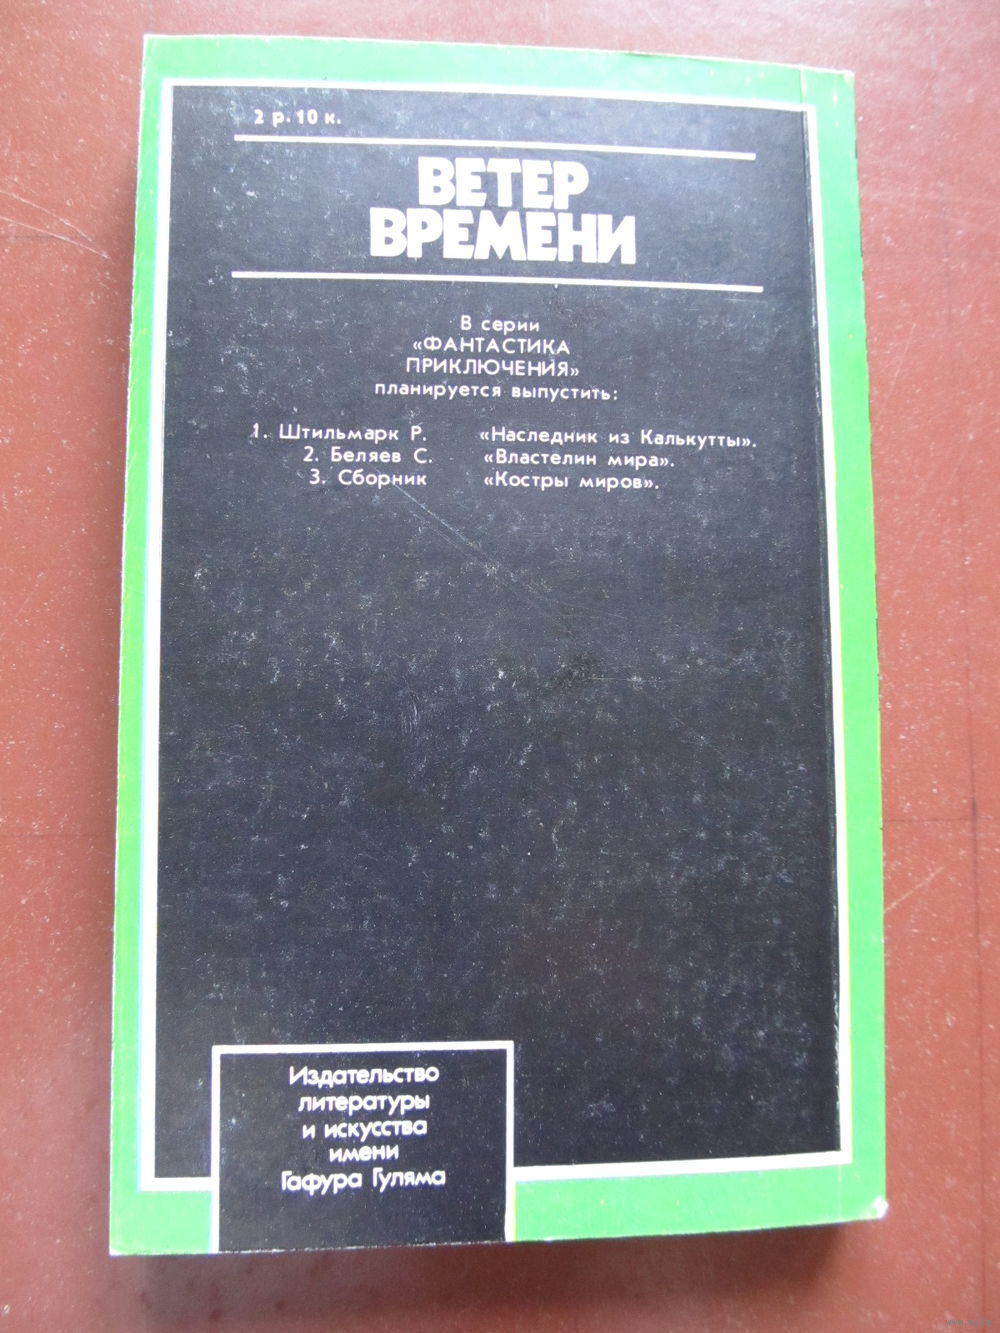 2 р. 10 к.
ВЕТЕР
ВРЕМЕНИ
В серии
«ФАНТАСТИКА
ПРИКЛЮЧЕНИЯ»
планируется выпустить:
1. Штильмарк Р. «Наследник из Калькутты».
2. Беляев С. «Властелин мира».
3. Сборник «Костры миров».
Издательство
литературы
и искусства
имени
Гафура Гуляма